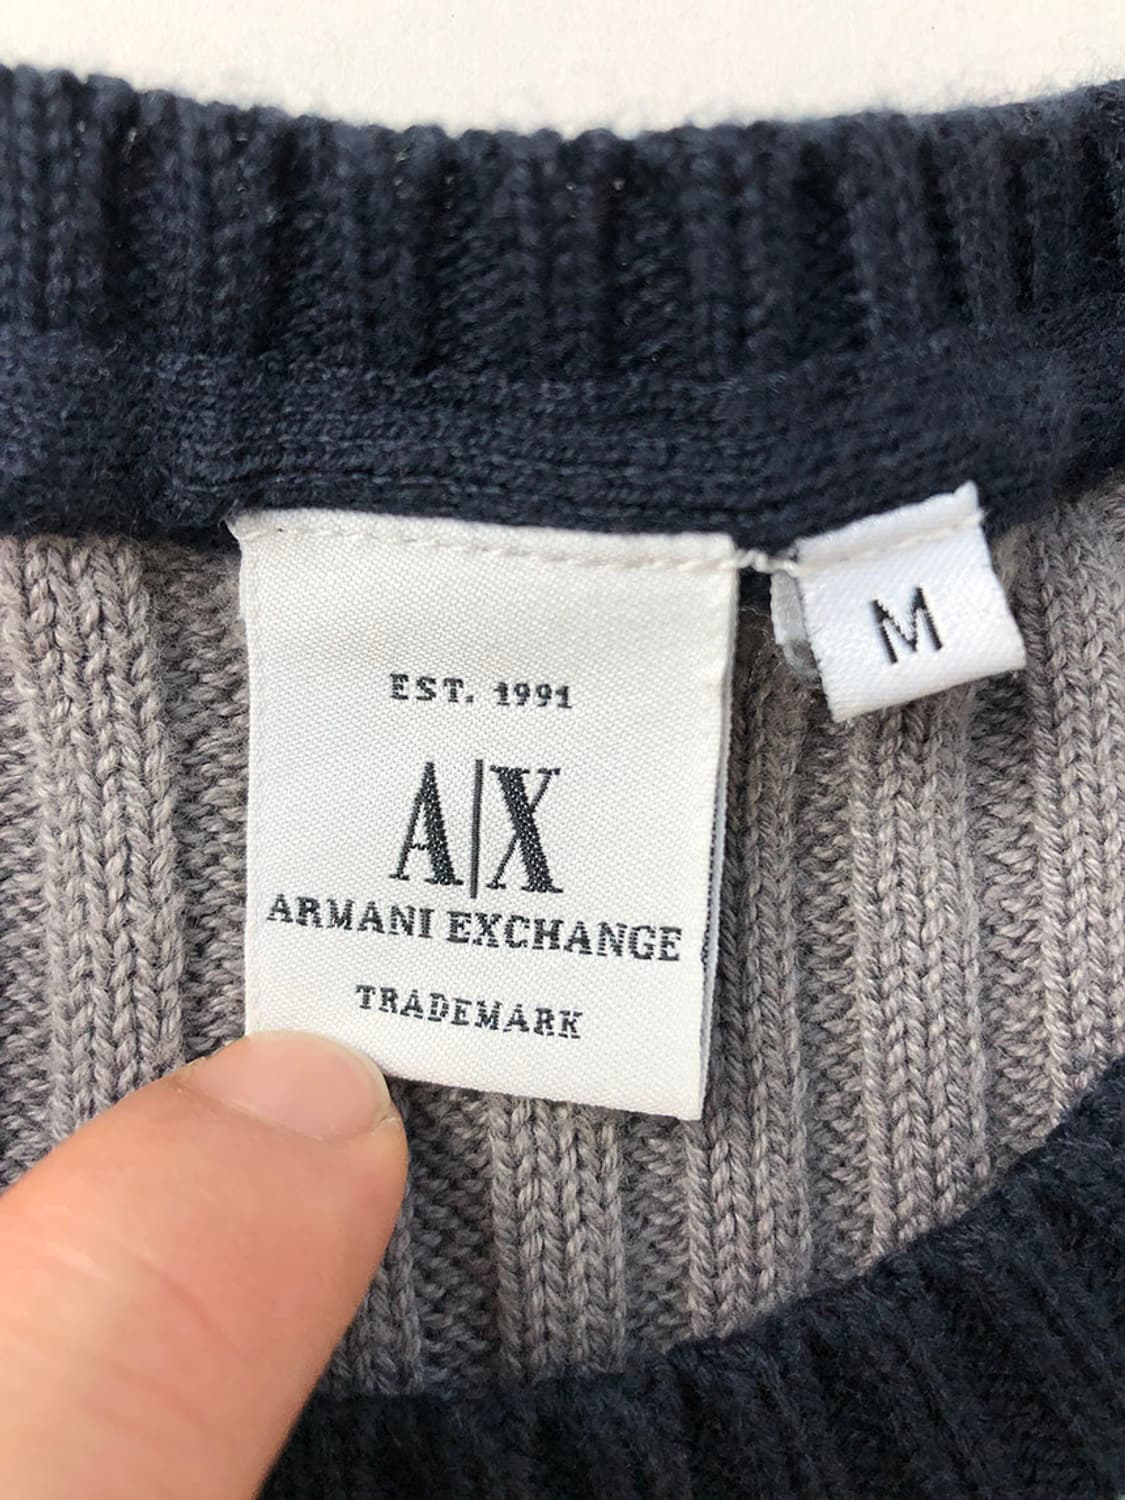 EST. 1991
A|X
ARMANI EXCHANGE
TRADEMARK
M